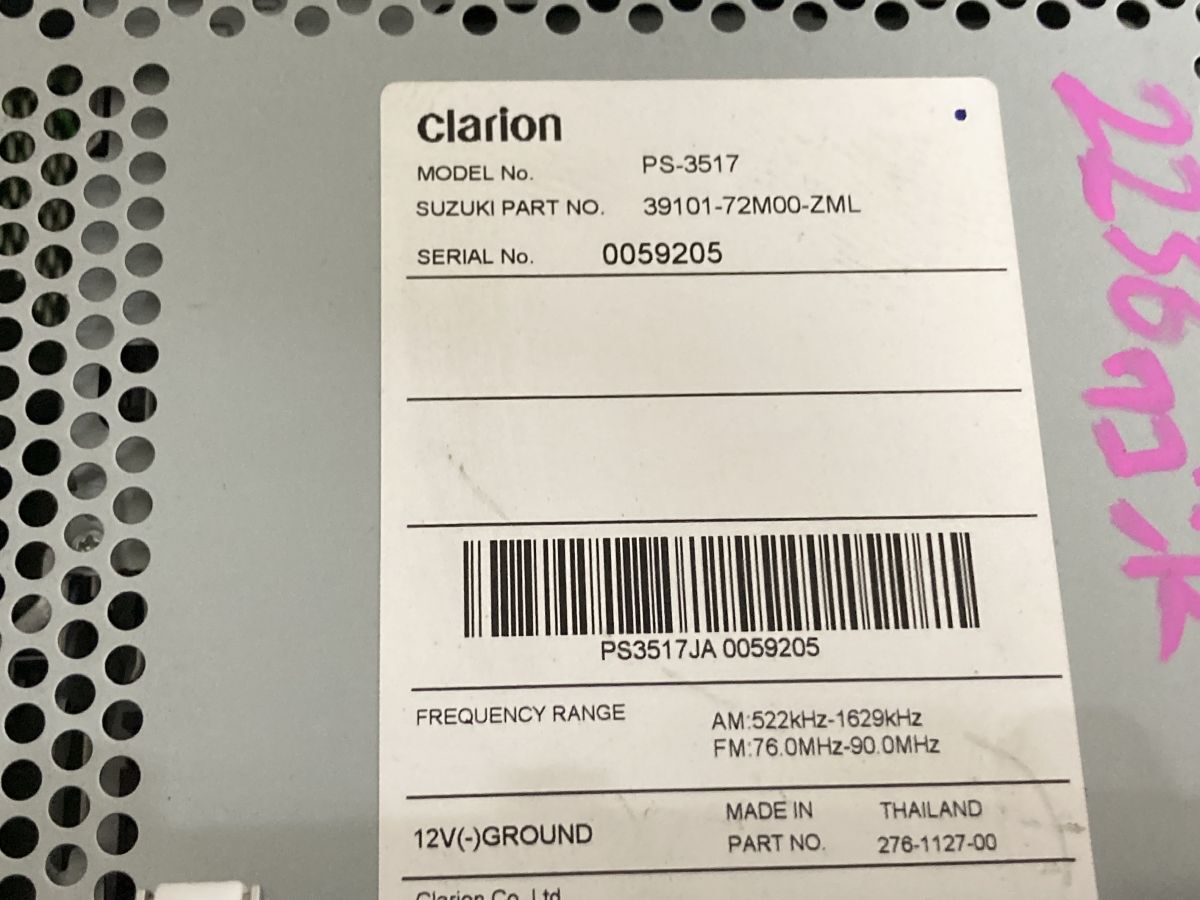 clarion
MODEL No. PS-3517
SUZUKI PART NO. 39101-72M00-ZML
SERIAL No. 0059205
PS3517JA 0059205
FREQUENCY RANGE AM:522kHz-1629kHz
FM:76.0MHz-90.0MHz
12V(-)GROUND
MADE IN THAILAND
PART NO. 276-1127-00
Clarion Co.,Ltd.